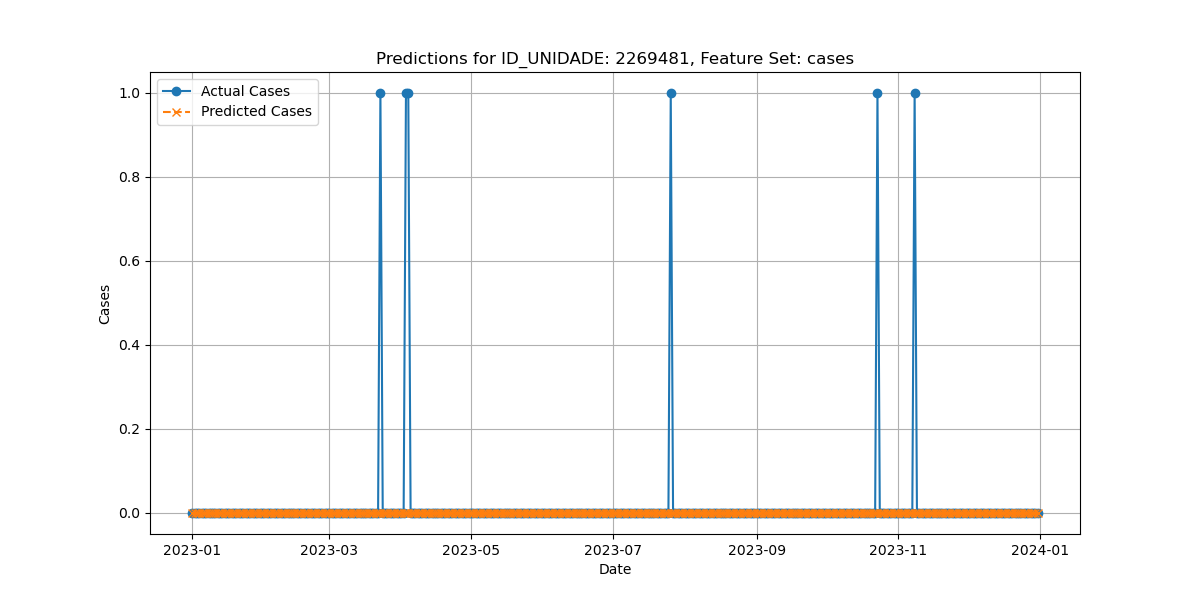 Predictions for ID_UNIDADE: 2269481, Feature Set: cases
Actual Cases
Predicted Cases
1.0
0.8
0.6
0.4
0.2
0.0
Cases
2023-01 2023-03 2023-05 2023-07 2023-09 2023-11 2024-01
Date